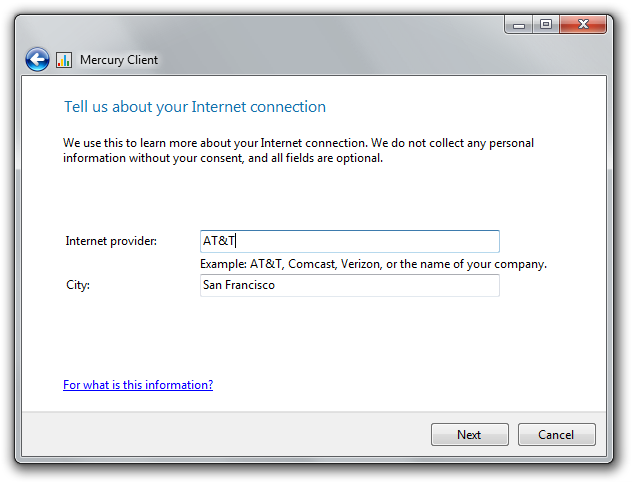 Mercury Client
Tell us about your Internet connection
We use this to learn more about your Internet connection. We do not collect any personal
information without your consent, and all fields are optional.
Internet provider: AT&T
Example: AT&T, Comcast, Verizon, or the name of your company.
City: San Francisco
For what is this information?
Next Cancel